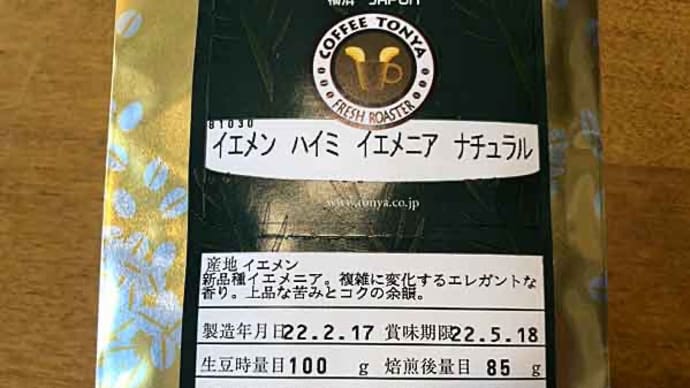 横浜 JAPON
COFFEE TONYA
FRESH ROASTER
81030
イエメン ハイミ イエメニア ナチュラル
www.tonya.co.jp
産地 イエメン
新品種イエメニア。複雑に変化するエレガントな
香り。上品な苦みとコクの余韻。
製造年月日22.2.17 賞味期限22.5.18
生豆時量目100 g 焙煎後量目 85 g